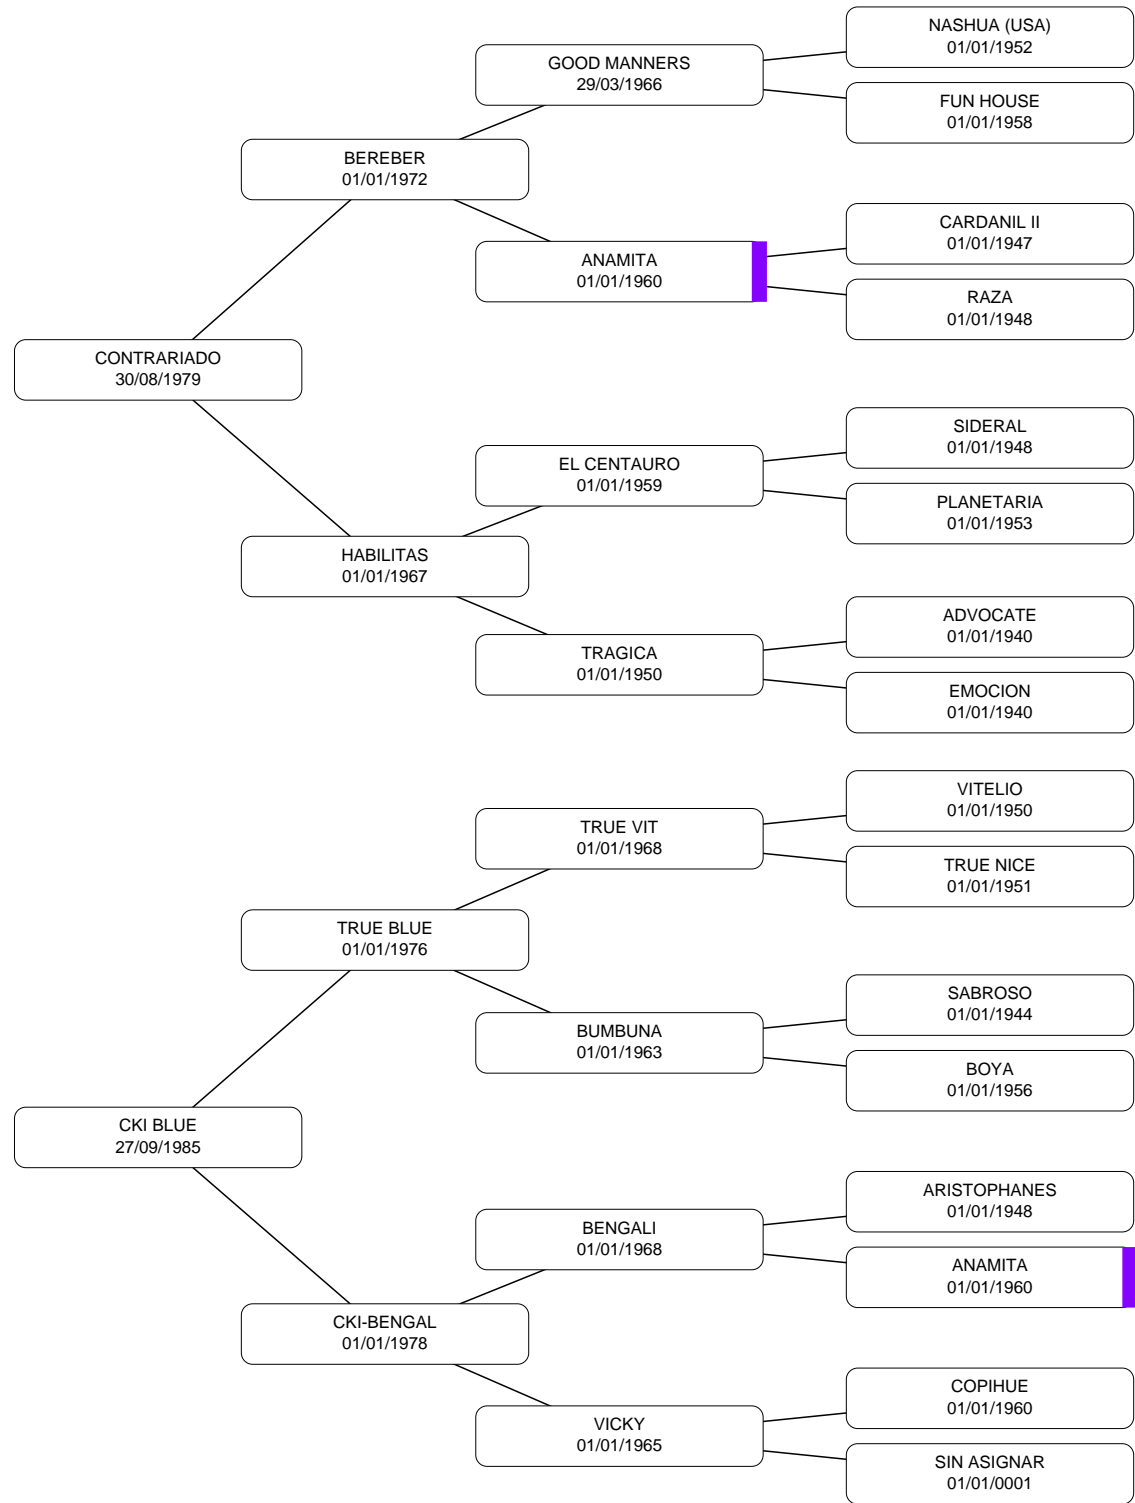 NASHUA (USA)
01/01/1952
GOOD MANNERS
29/03/1966
FUN HOUSE
01/01/1958
BEREBER
01/01/1972
CARDANIL II
01/01/1947
ANAMITA
01/01/1960
RAZA
01/01/1948
CONTRARIADO
30/08/1979
SIDERAL
01/01/1948
EL CENTAURO
01/01/1959
PLANETARIA
01/01/1953
HABILITAS
01/01/1967
ADVOCATE
01/01/1940
TRAGICA
01/01/1950
EMOCION
01/01/1940
VITELIO
01/01/1950
TRUE VIT
01/01/1968
TRUE NICE
01/01/1951
TRUE BLUE
01/01/1976
SABROSO
01/01/1944
BUMBUNA
01/01/1963
BOYA
01/01/1956
CKI BLUE
27/09/1985
ARISTOPHANES
01/01/1948
BENGALI
01/01/1968
ANAMITA
01/01/1960
CKI-BENGAL
01/01/1978
COPIHUE
01/01/1960
VICKY
01/01/1965
SIN ASIGNAR
01/01/0001